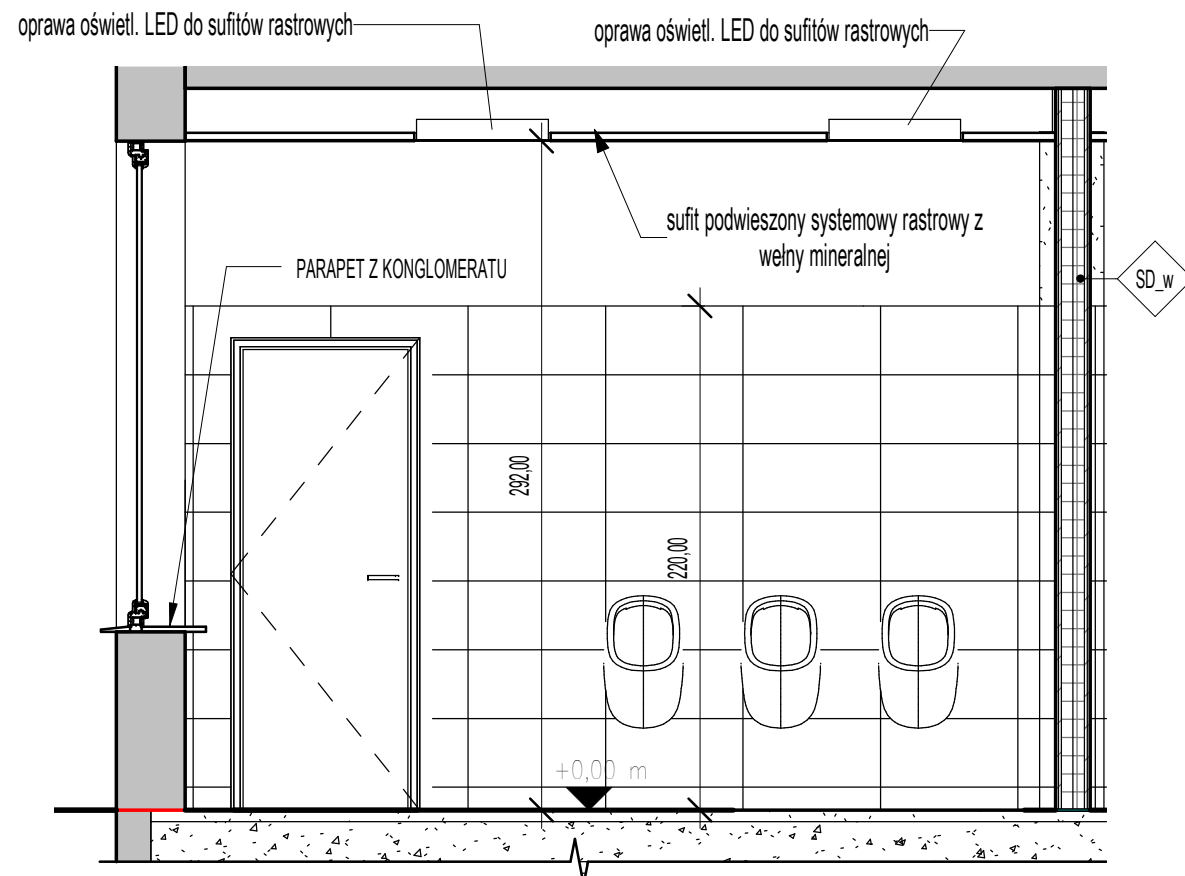 oprawa oświetl. LED do sufitów rastrowych
oprawa oświetl. LED do sufitów rastrowych
sufit podwieszony systemowy rastrowy z
wełny mineralnej
PARAPET Z KONGLOMERATU
SD_w
292,00
220,00
+0,00 m